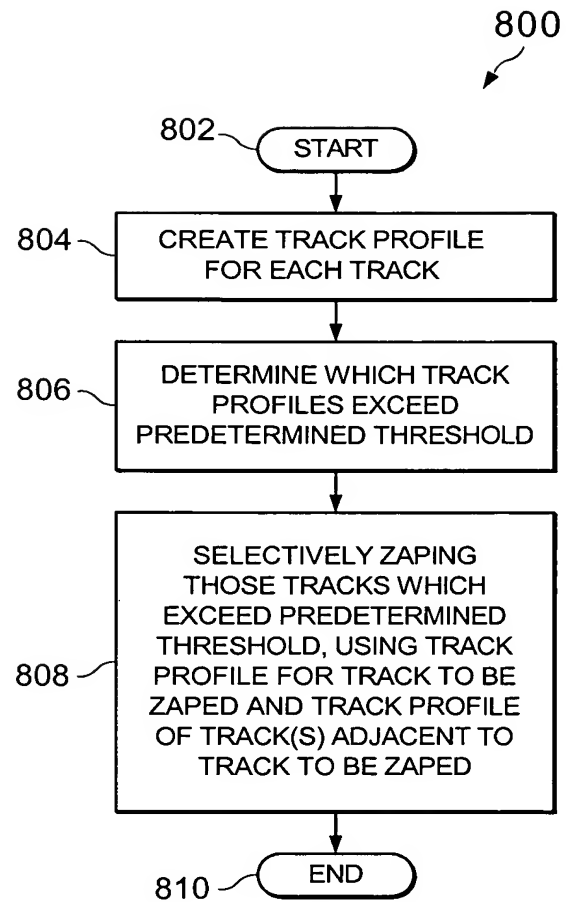 800
802
START
804
CREATE TRACK PROFILE
FOR EACH TRACK
806
DETERMINE WHICH TRACK
PROFILES EXCEED
PREDETERMINED THRESHOLD
808
SELECTIVELY ZAPING
THOSE TRACKS WHICH
EXCEED PREDETERMINED
THRESHOLD, USING TRACK
PROFILE FOR TRACK TO BE
ZAPED AND TRACK PROFILE
OF TRACK(S) ADJACENT TO
TRACK TO BE ZAPED
810
END